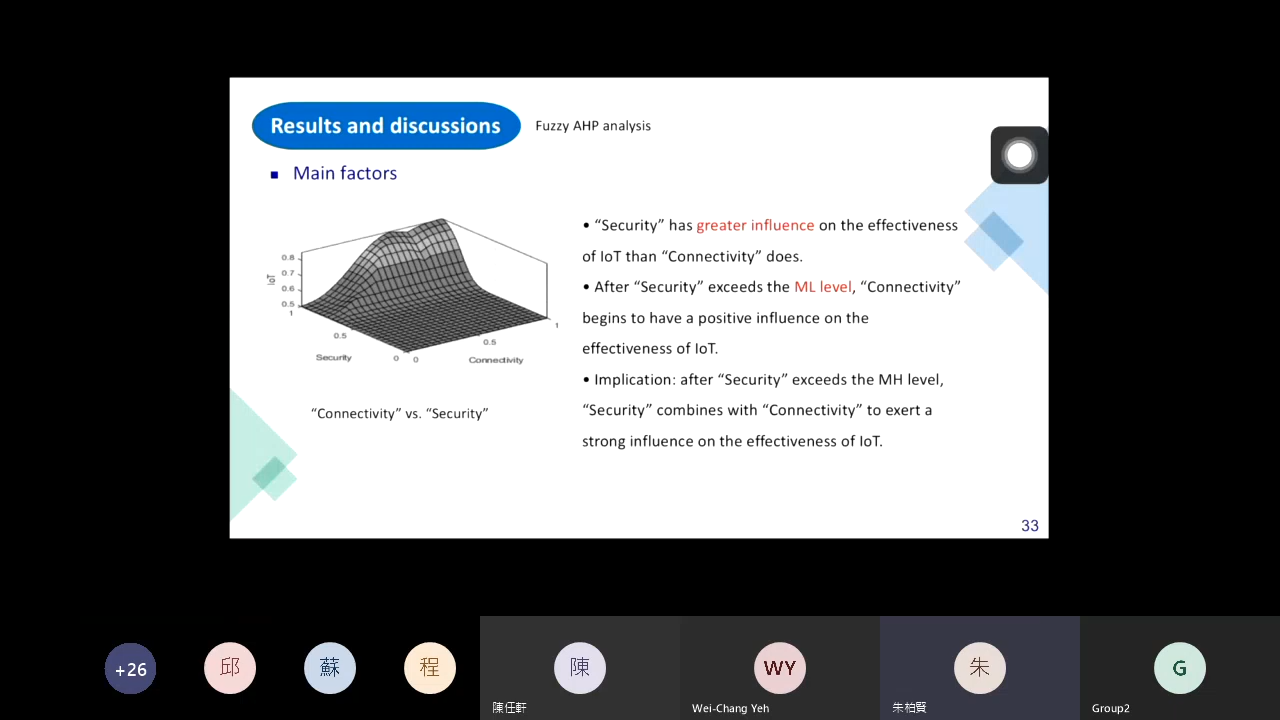 Results and discussions
Fuzzy AHP analysis
Main factors
0.8
0.7
0.6
0.5
IoT
1
0.5
0
Security
0
0.5
1
Connectivity
“Connectivity” vs. “Security”
• “Security” has greater influence on the effectiveness
of IoT than “Connectivity” does.
• After “Security” exceeds the ML level, “Connectivity”
begins to have a positive influence on the
effectiveness of IoT.
• Implication: after “Security” exceeds the MH level,
“Security” combines with “Connectivity” to exert a
strong influence on the effectiveness of IoT.
33
+26
邱
蘇
程
陳
WY
朱
G
陳任軒
Wei-Chang Yeh
朱柏賢
Group2